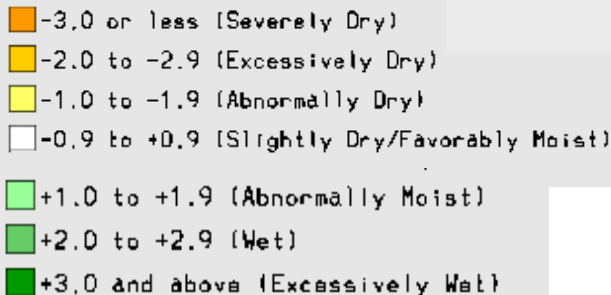 -3.0 or less (Severely Dry)
-2.0 to -2.9 (Excessively Dry)
-1.0 to -1.9 (Abnormally Dry)
-0.9 to +0.9 (Slightly Dry/Favorably Moist)
+1.0 to +1.9 (Abnormally Moist)
+2.0 to +2.9 (Wet)
+3.0 and above (Excessively Wet)